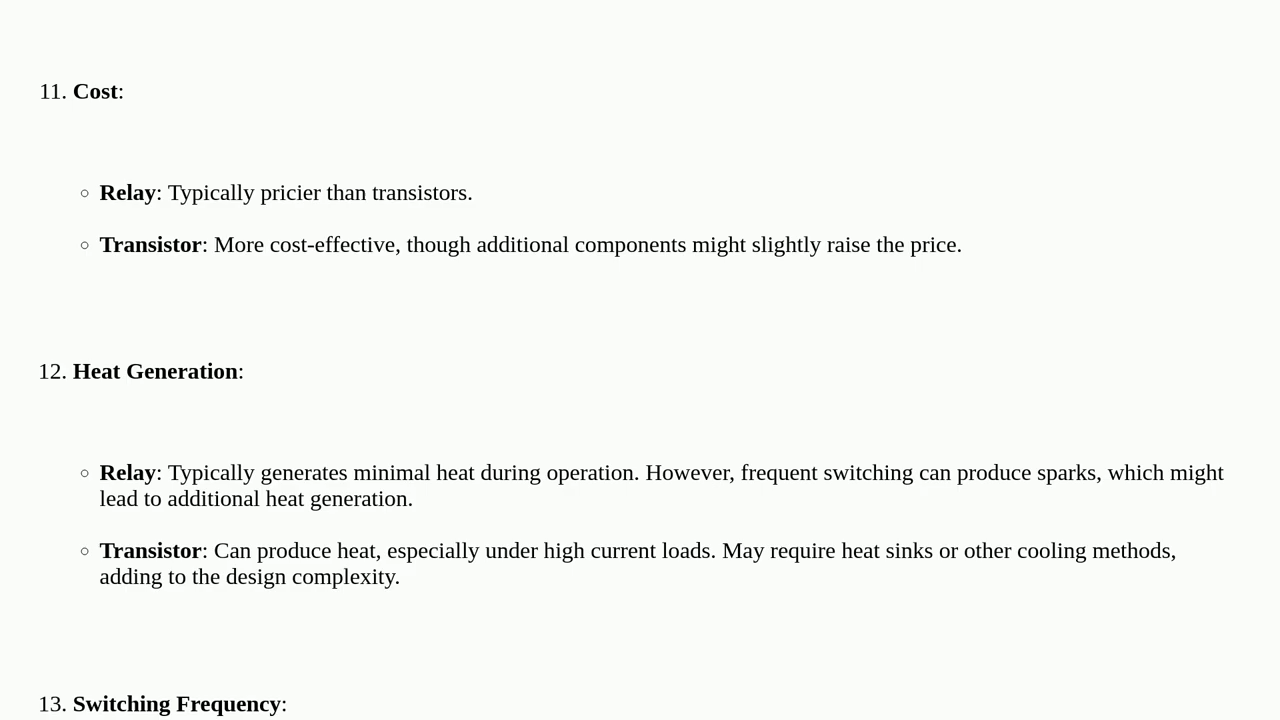 11. Cost:
Relay: Typically pricier than transistors.
Transistor: More cost-effective, though additional components might slightly raise the price.
12. Heat Generation:
Relay: Typically generates minimal heat during operation. However, frequent switching can produce sparks, which might
lead to additional heat generation.
Transistor: Can produce heat, especially under high current loads. May require heat sinks or other cooling methods,
adding to the design complexity.
13. Switching Frequency: